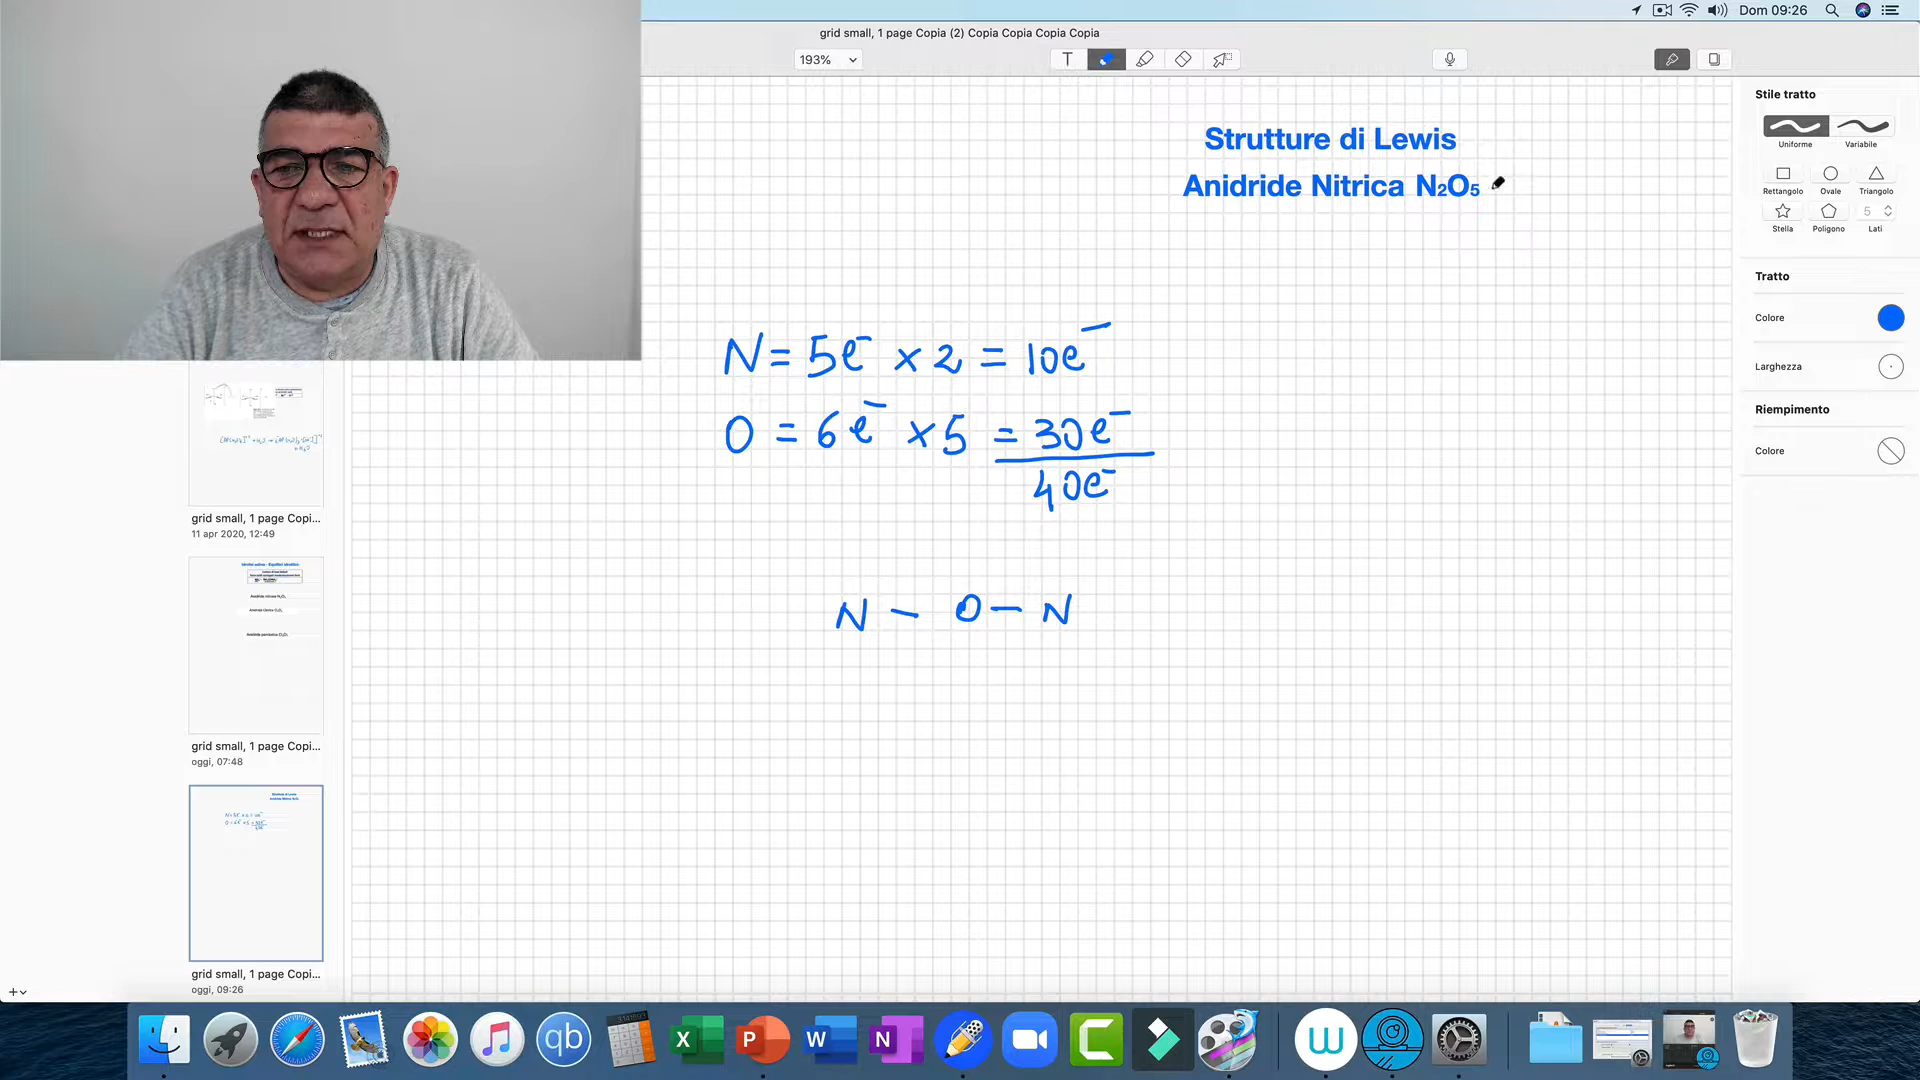 Dom 09:26
grid small, 1 page Copia (2) Copia Copia Copia Copia
193%
T
Stile tratto
Uniforme
Variabile
Rettangolo
Ovale
Triangolo
5
Stella
Poligono
Lati
Tratto
Colore
Larghezza
Riempimento
Colore
Strutture di Lewis
Anidride Nitrica N₂O₅
N = 5e⁻ × 2 = 10e⁻
O = 6e⁻ × 5 = 30e⁻
40e⁻
N – O – N
grid small, 1 page Copi...
11 apr 2020, 12:49
grid small, 1 page Copi...
oggi, 07:48
grid small, 1 page Copi...
oggi, 09:26
qb
X
P
W
N
C
W